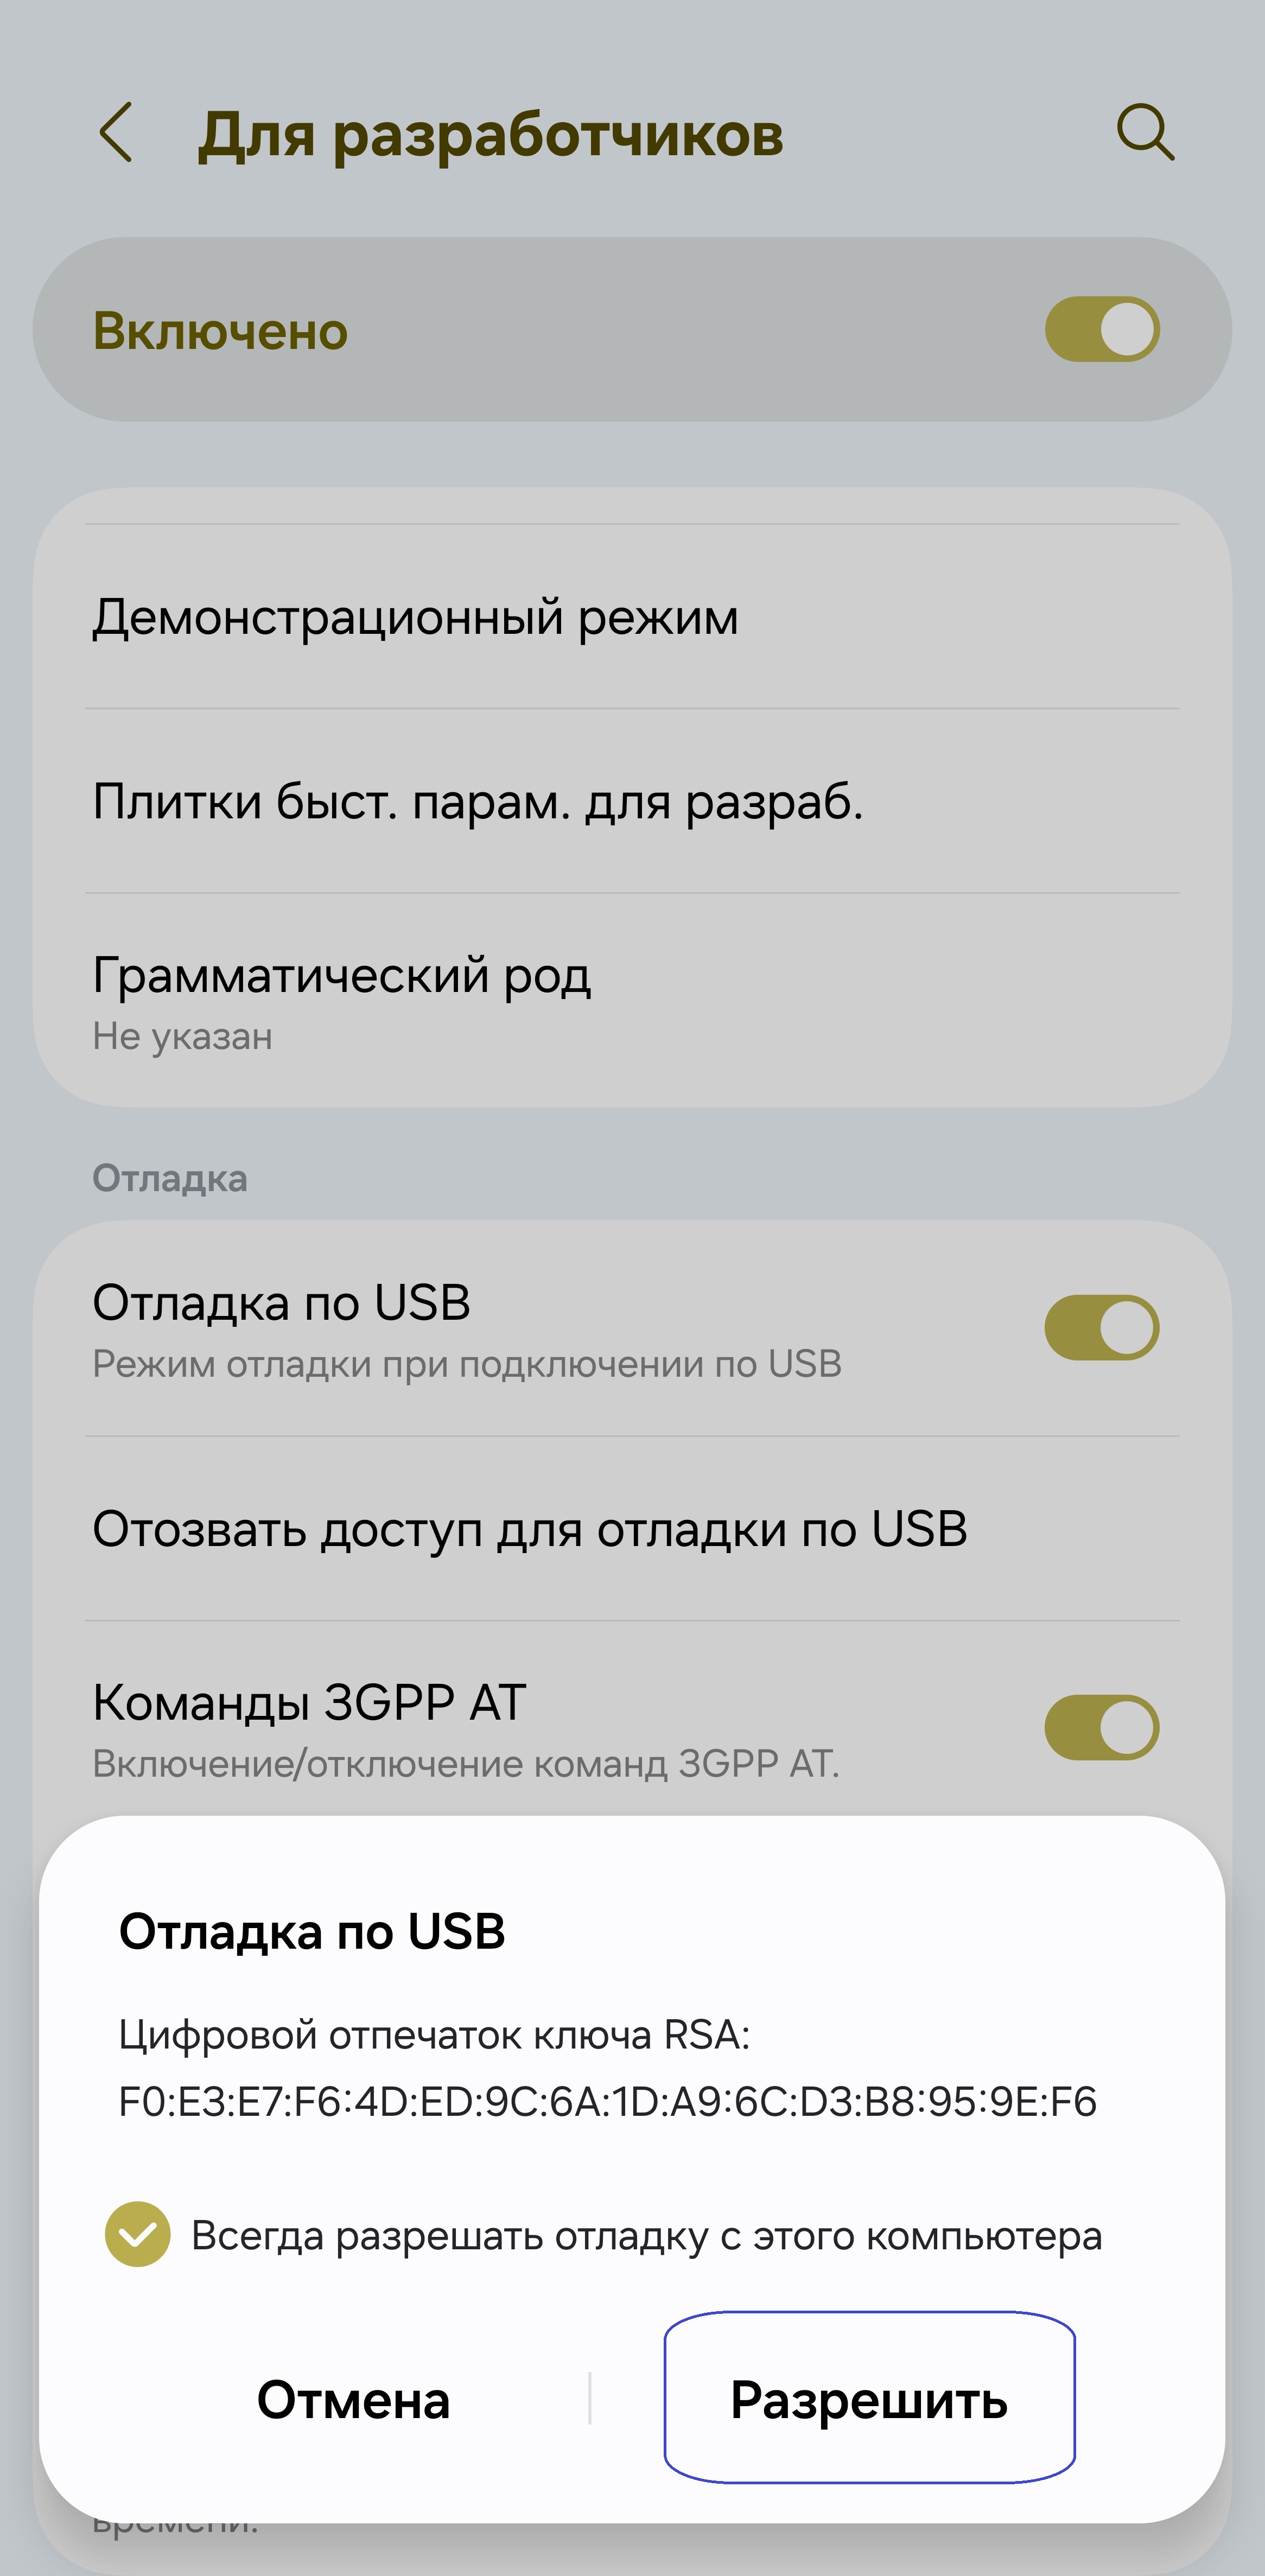 Для разработчиков
Включено
Демонстрационный режим
Плитки быст. парам. для разраб.
Грамматический род
Не указан
Отладка
Отладка по USB
Режим отладки при подключении по USB
Отозвать доступ для отладки по USB
Команды 3GPP AT
Включение/отключение команд 3GPP AT.
Отладка по USB
Цифровой отпечаток ключа RSA:
F0:E3:E7:F6:4D:ED:9C:6A:1D:A9:6C:D3:B8:95:9E:F6
Всегда разрешать отладку с этого компьютера
Отмена
Разрешить
времени.